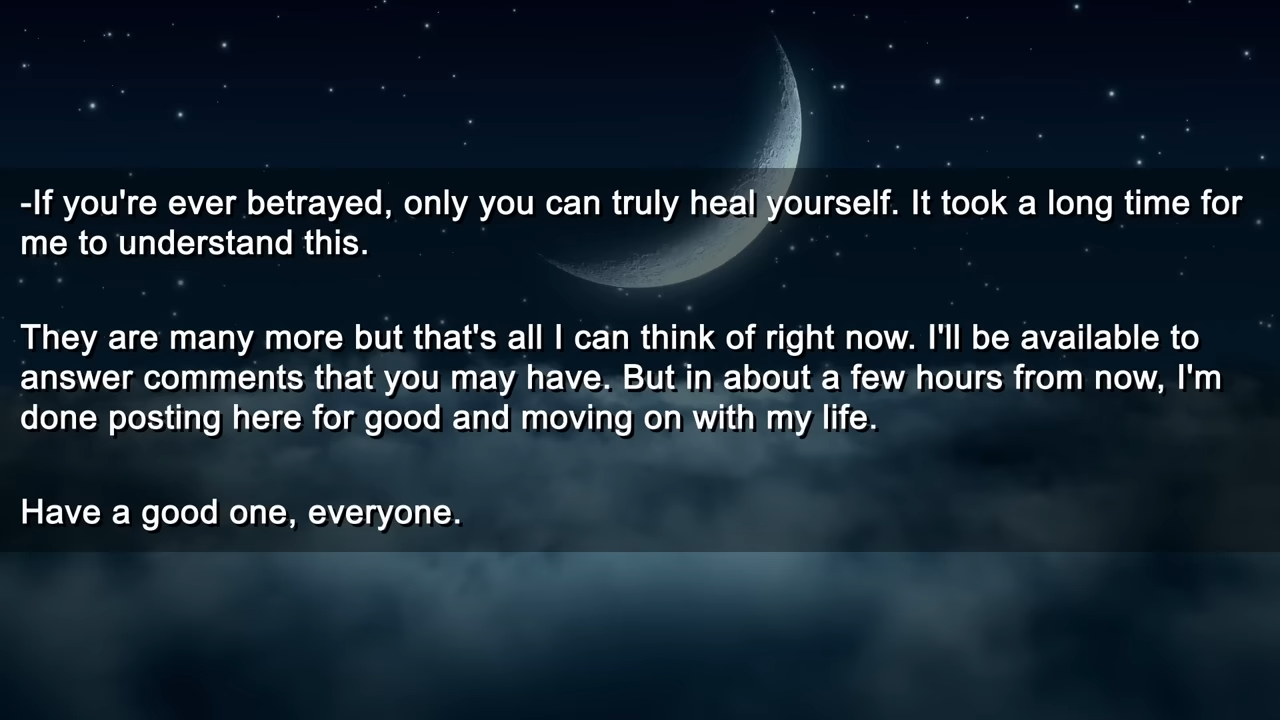 -If you're ever betrayed, only you can truly heal yourself. It took a long time for
me to understand this.
They are many more but that's all I can think of right now. I'll be available to
answer comments that you may have. But in about a few hours from now, I'm
done posting here for good and moving on with my life.
Have a good one, everyone.